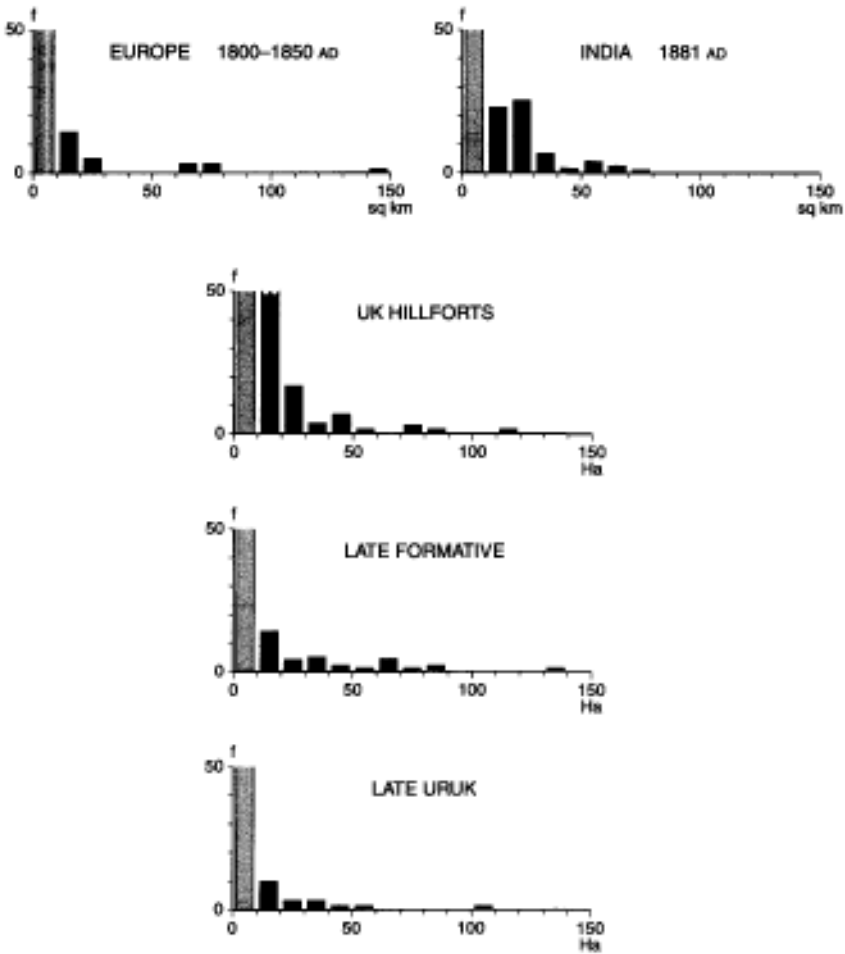 f f
50 EUROPE 1800–1850 AD 50 INDIA 1881 AD
0 0
0 50 100 150 0 50 100 150
sq km sq km
f
50 UK HILLFORTS
0
0 50 100 150
Ha
f
50 LATE FORMATIVE
0
0 50 100 150
Ha
f
50 LATE URUK
0
0 50 100 150
Ha